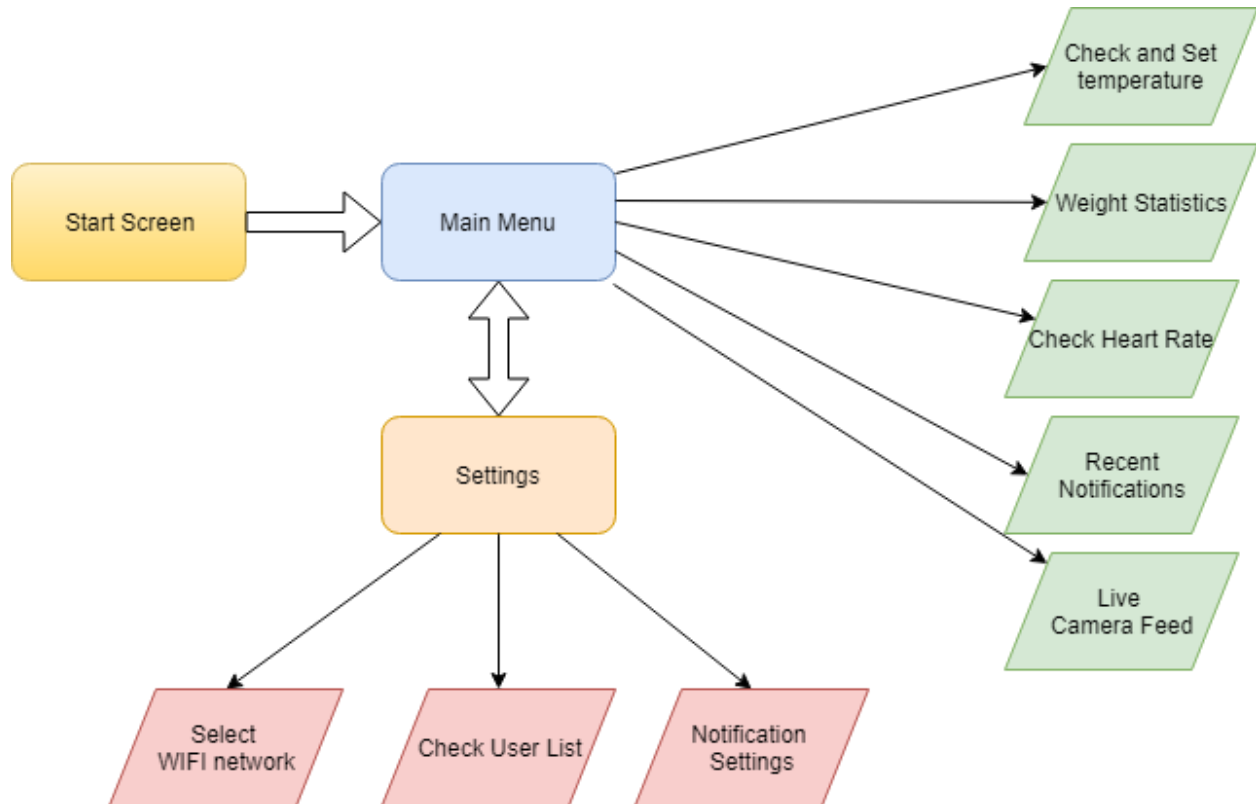 Check and Set
temperature
Start Screen
Main Menu
Weight Statistics
Check Heart Rate
Settings
Recent
Notifications
Live
Camera Feed
Select
WIFI network
Check User List
Notification
Settings